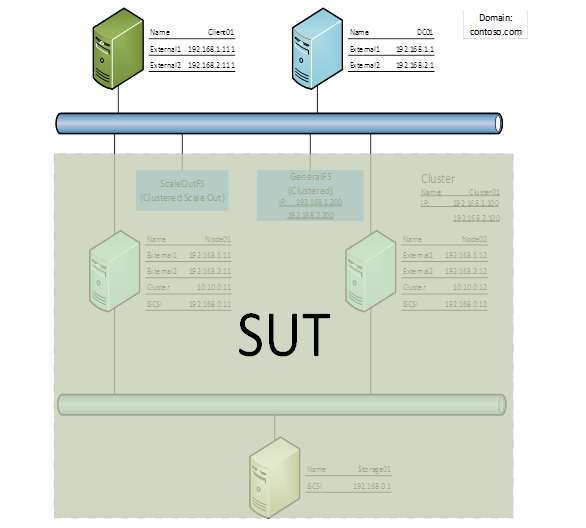 Name Client01
External1 192.168.1.111
External2 192.168.2.111
Name DC01
External1 192.168.1.1
External2 192.168.2.1
Domain:
contoso.com
ScaleOutFS
(Clustered Scale Out)
GeneralFS
(Clustered)
IP: 192.168.1.200
192.168.2.200
Cluster
Name: Cluster01
IP: 192.168.1.100
192.168.2.100
Name Node01
External1 192.168.1.11
External2 192.168.2.11
Cluster 10.10.0.11
iSCSI 192.168.0.11
Name Node02
External1 192.168.1.12
External2 192.168.2.12
Cluster 10.10.0.12
iSCSI 192.168.0.12
SUT
Name Storage01
iSCSI 192.168.0.1